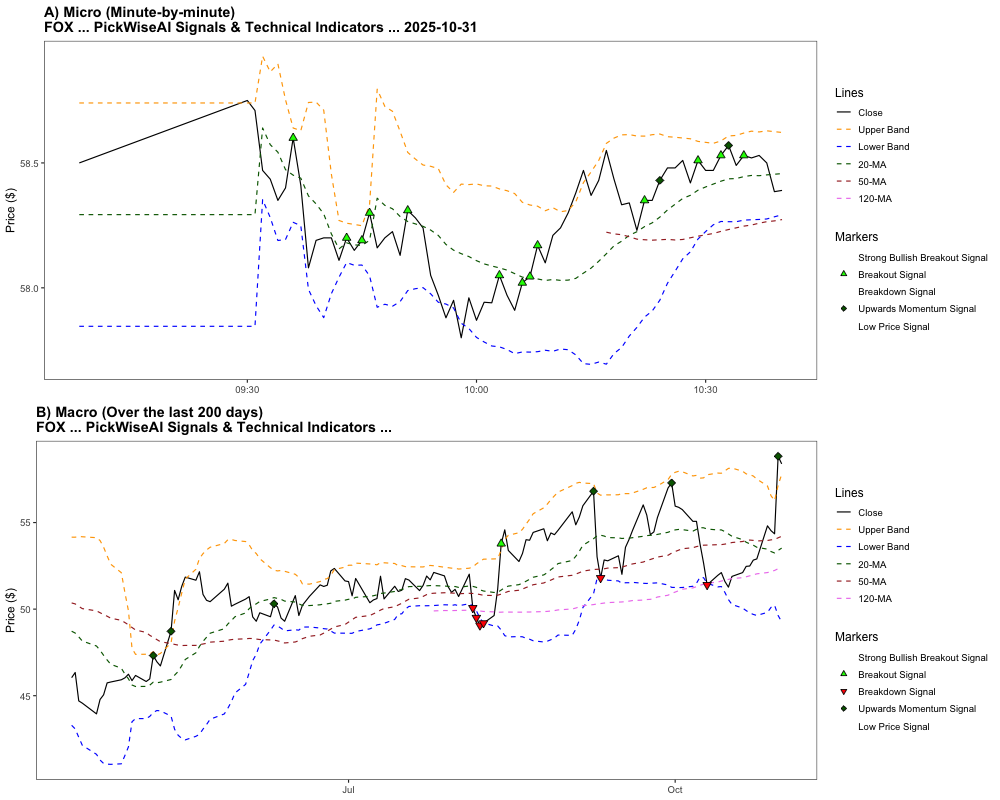 A) Micro (Minute-by-minute)
FOX ... PickWiseAI Signals & Technical Indicators ... 2025-10-31
Price ($)
58.5
58.0
09:30
10:00
10:30
Lines
Close
Upper Band
Lower Band
20-MA
50-MA
120-MA
Markers
Strong Bullish Breakout Signal
Breakout Signal
Breakdown Signal
Upwards Momentum Signal
Low Price Signal
B) Macro (Over the last 200 days)
FOX ... PickWiseAI Signals & Technical Indicators ...
Price ($)
55
50
45
Jul
Oct
Lines
Close
Upper Band
Lower Band
20-MA
50-MA
120-MA
Markers
Strong Bullish Breakout Signal
Breakout Signal
Breakdown Signal
Upwards Momentum Signal
Low Price Signal